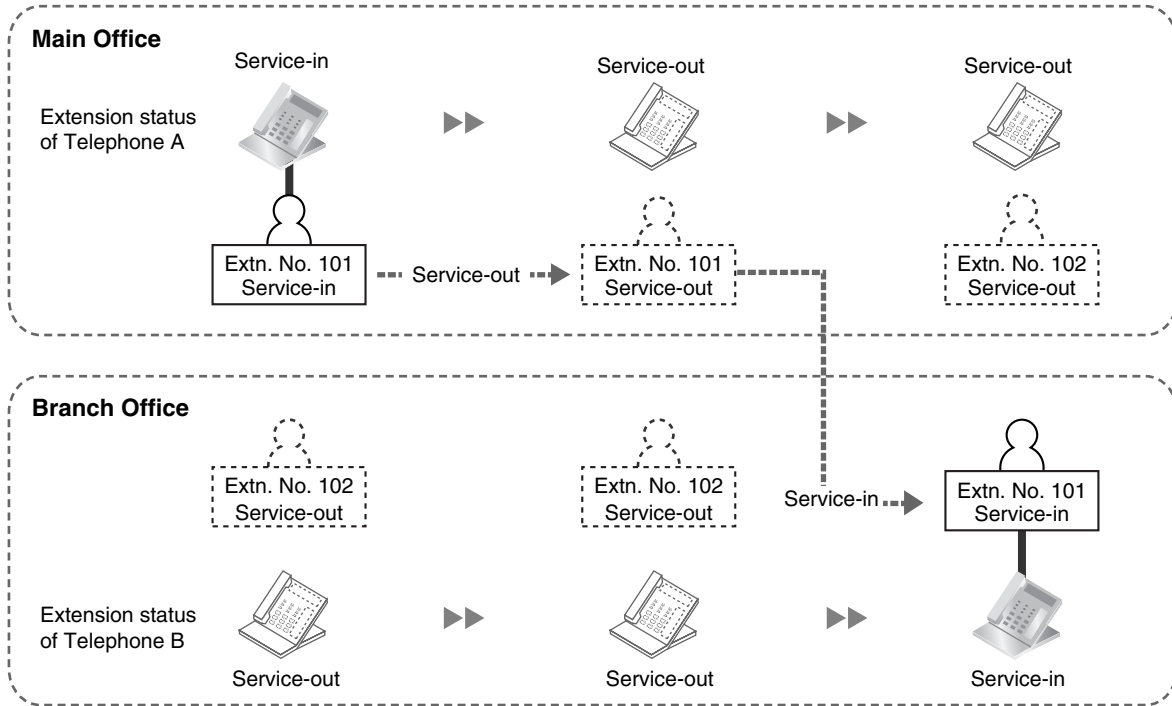 Main Office
Service-in
Service-out
Service-out
Extension status
of Telephone A
Extn. No. 101
Service-in
Service-out
Extn. No. 101
Service-out
Extn. No. 102
Service-out
Branch Office
Extn. No. 102
Service-out
Extn. No. 102
Service-out
Service-in
Extn. No. 101
Service-in
Extension status
of Telephone B
Service-out
Service-out
Service-in